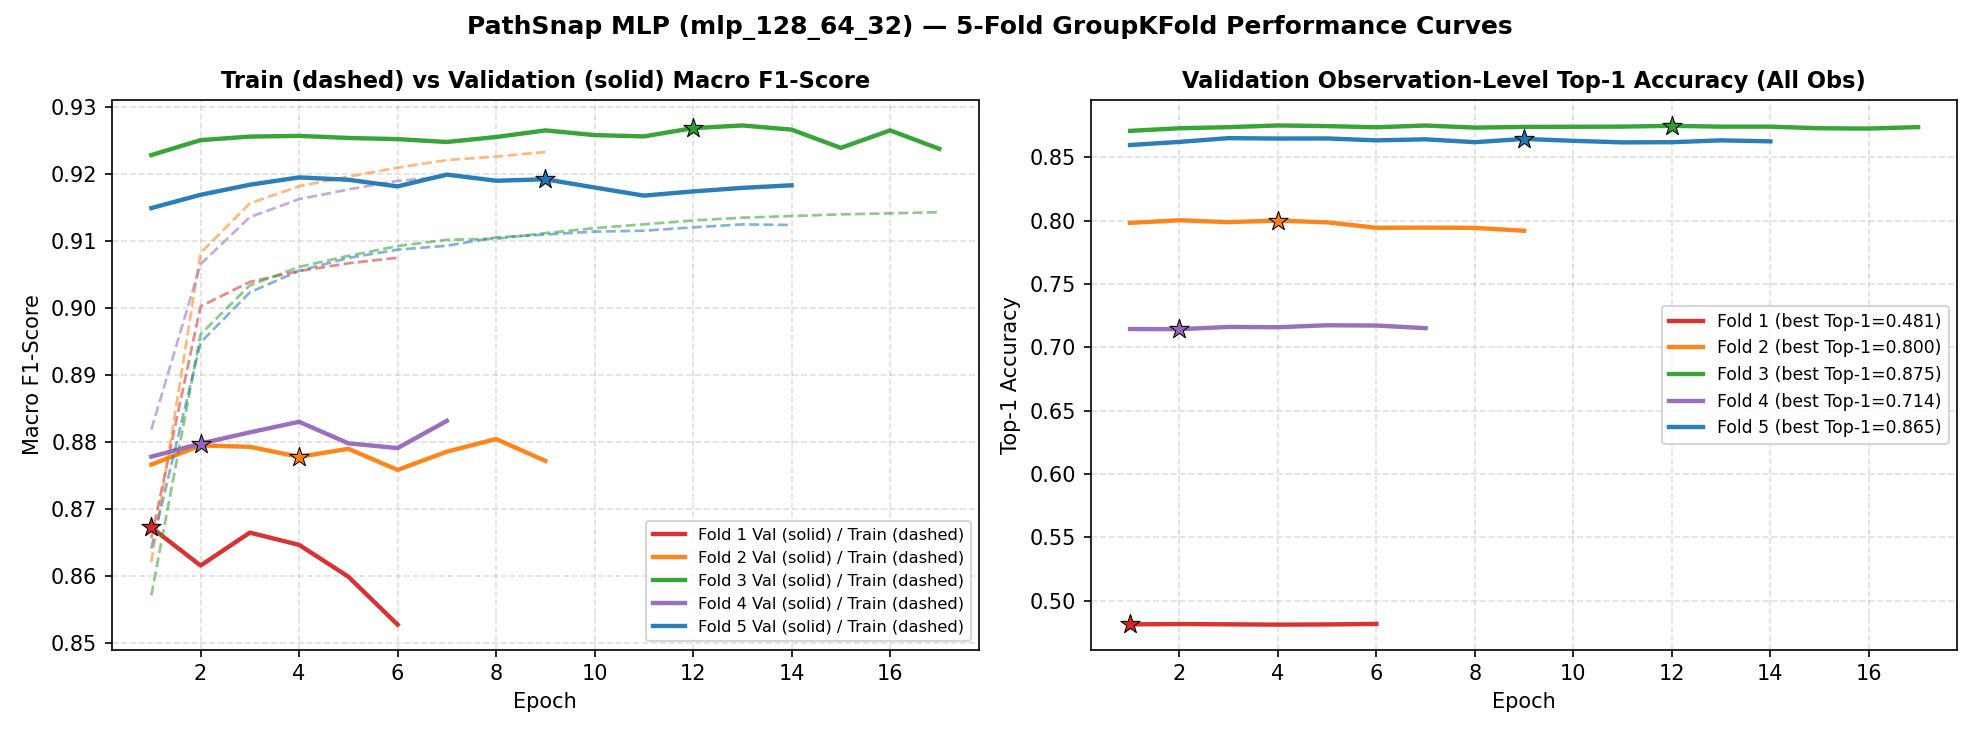 PathSnap MLP (mlp_128_64_32) — 5-Fold GroupKFold Performance Curves
Train (dashed) vs Validation (solid) Macro F1-Score
Macro F1-Score
0.93
0.92
0.91
0.90
0.89
0.88
0.87
0.86
0.85
Fold 1 Val (solid) / Train (dashed)
Fold 2 Val (solid) / Train (dashed)
Fold 3 Val (solid) / Train (dashed)
Fold 4 Val (solid) / Train (dashed)
Fold 5 Val (solid) / Train (dashed)
2 4 6 8 10 12 14 16
Epoch
Validation Observation-Level Top-1 Accuracy (All Obs)
Top-1 Accuracy
0.85
0.80
0.75
0.70
0.65
0.60
0.55
0.50
Fold 1 (best Top-1=0.481)
Fold 2 (best Top-1=0.800)
Fold 3 (best Top-1=0.875)
Fold 4 (best Top-1=0.714)
Fold 5 (best Top-1=0.865)
2 4 6 8 10 12 14 16
Epoch